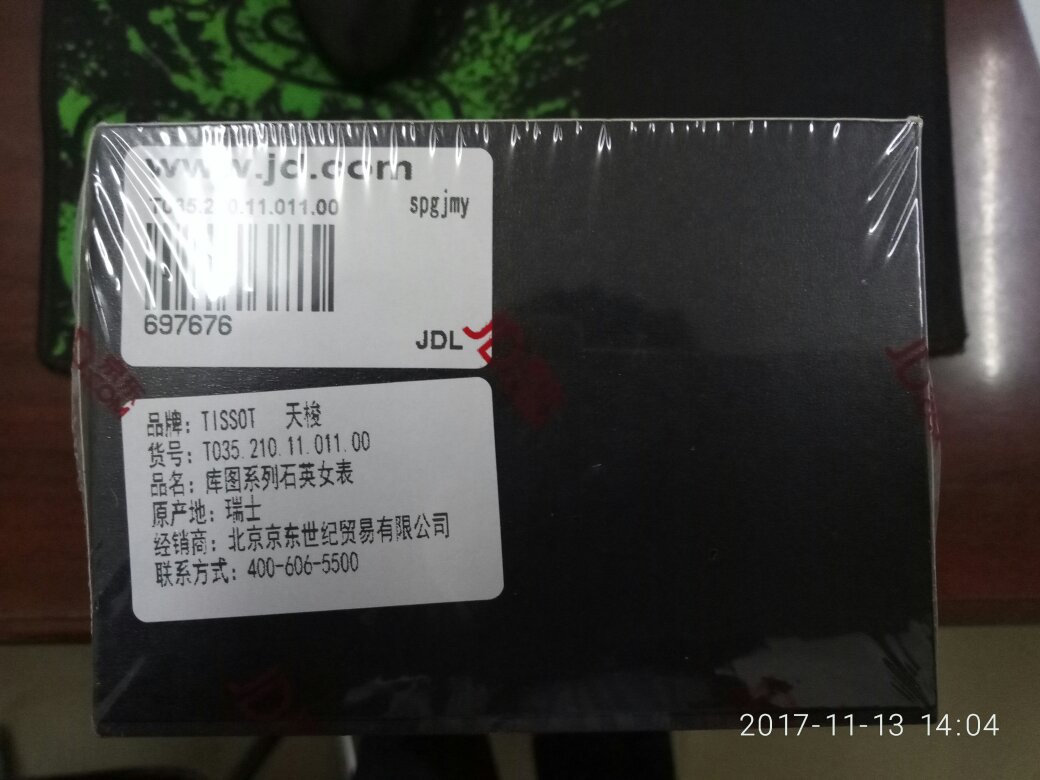 www.jd.com
T035.210.11.011.00
spgjmy
697676
JDL
品牌：TISSOT 天梭
货号：T035.210.11.011.00
品名：库图系列石英女表
原产地：瑞士
经销商：北京京东世纪贸易有限公司
联系方式：400-606-5500
2017-11-13 14:04